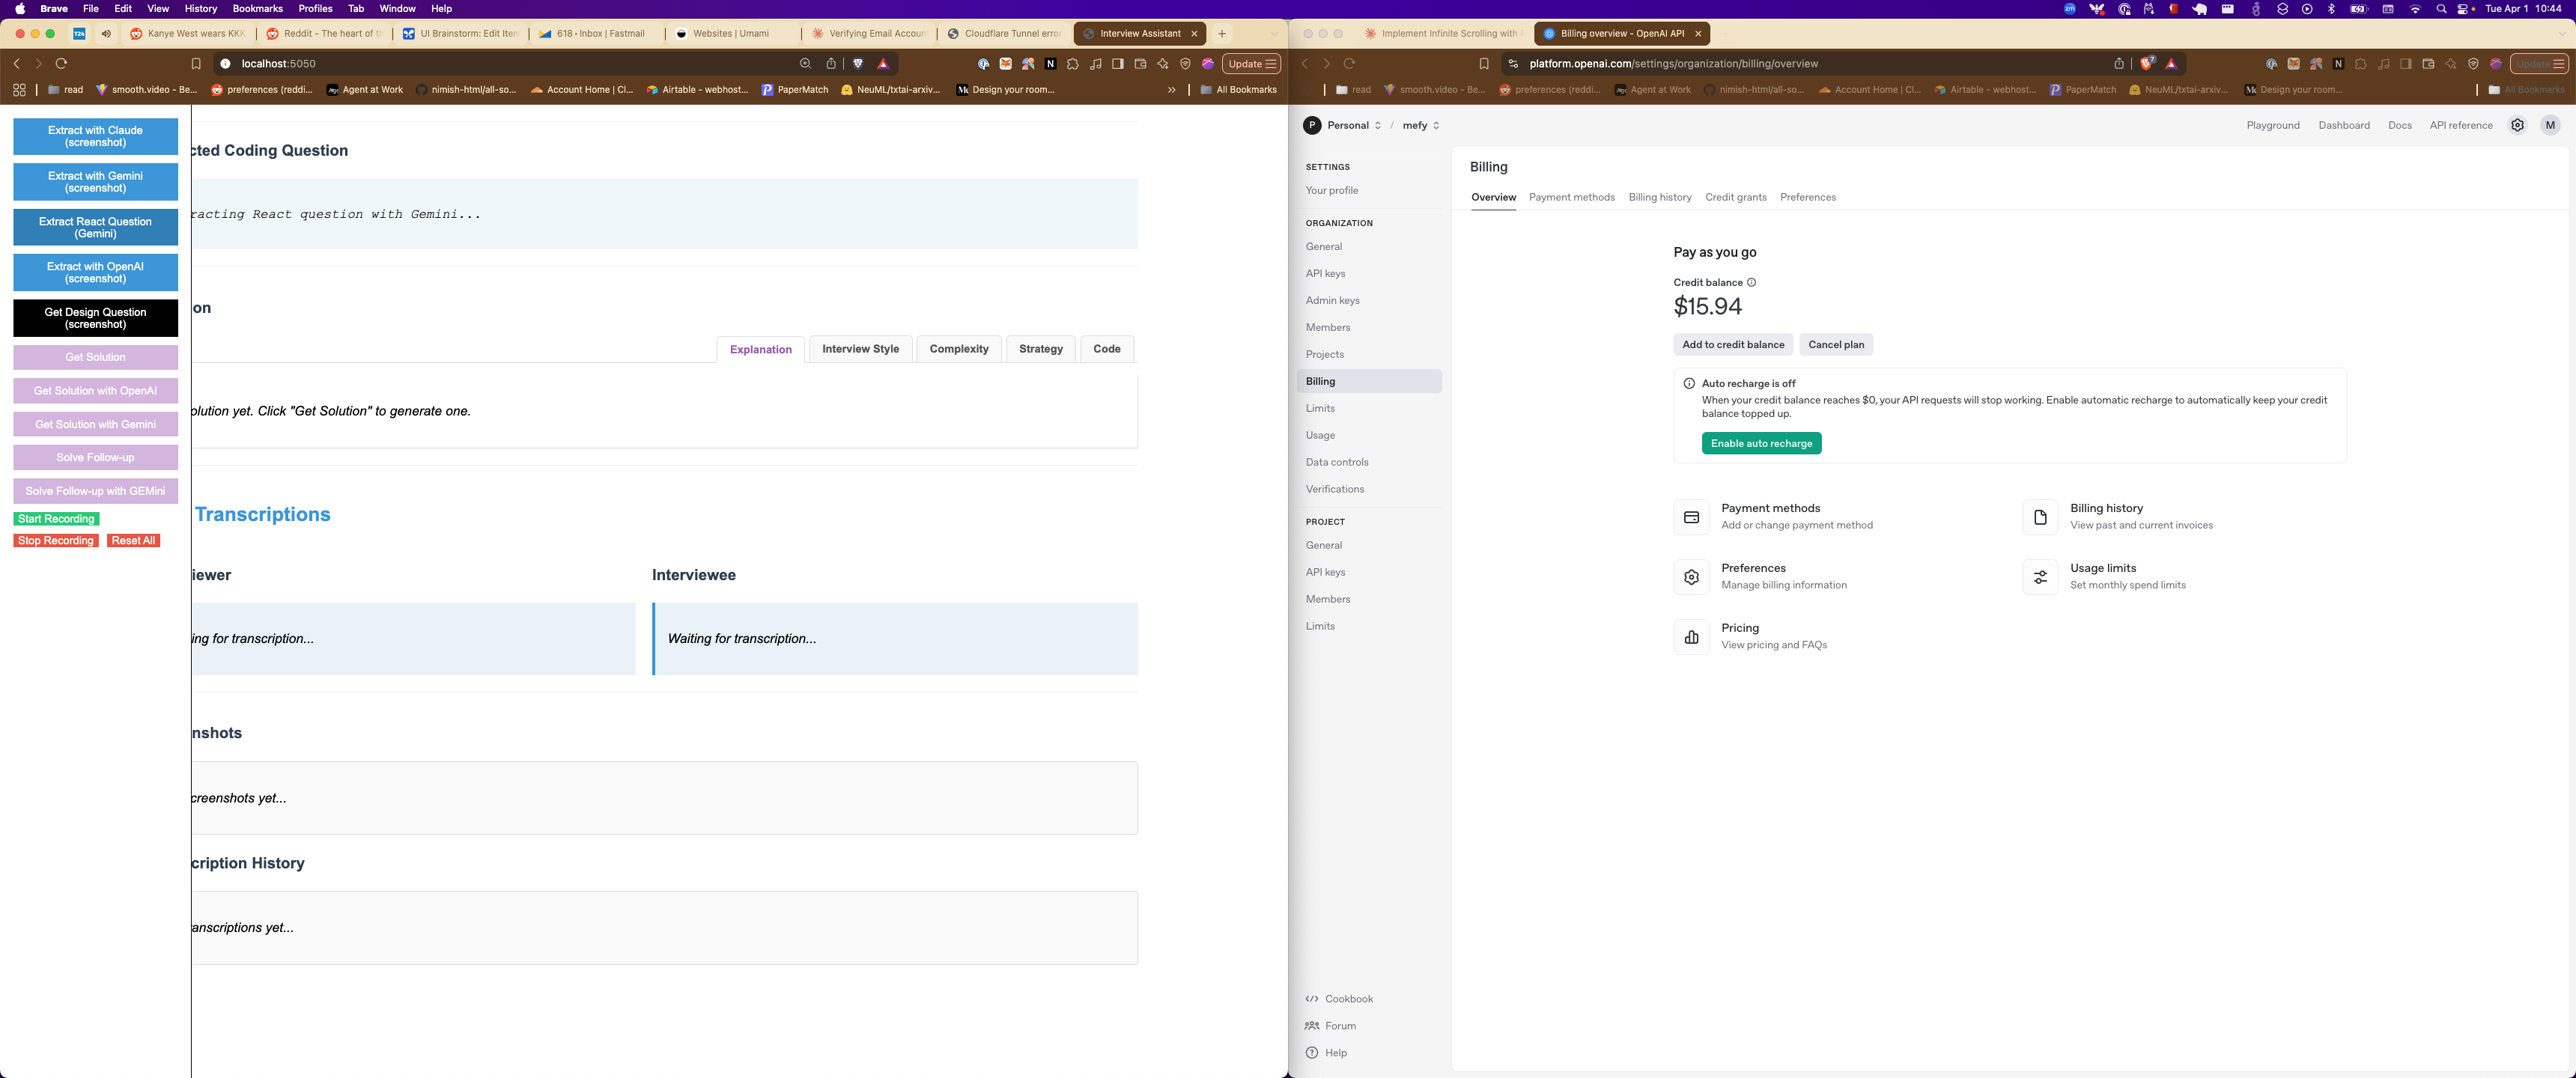 Brave File Edit View History Bookmarks Profiles Tab Window Help
Tue Apr 1 10:44
Kanye West wears KKK
Reddit - The heart of th
UI Brainstorm: Edit Item
618 • Inbox | Fastmail
Websites | Umami
Verifying Email Accoun
Cloudflare Tunnel error
Interview Assistant
localhost:5050
Update
read
smooth.video - Be...
preferences (reddi...
Agent at Work
nimish-html/all-so...
Account Home | Cl...
Airtable - webhost...
PaperMatch
NeuML/txtai-arxiv...
Design your room...
All Bookmarks
Extract with Claude
(screenshot)
Extract with Gemini
(screenshot)
Extract React Question
(Gemini)
Extract with OpenAI
(screenshot)
Get Design Question
(screenshot)
Get Solution
Get Solution with OpenAI
Get Solution with Gemini
Solve Follow-up
Solve Follow-up with GEMini
Start Recording
Stop Recording
Reset All
cted Coding Question
racting React question with Gemini...
on
Explanation
Interview Style
Complexity
Strategy
Code
olution yet. Click "Get Solution" to generate one.
Transcriptions
iewer
Interviewee
ing for transcription...
Waiting for transcription...
nshots
creenshots yet...
cription History
anscriptions yet...
Implement Infinite Scrolling with
Billing overview - OpenAI API
platform.openai.com/settings/organization/billing/overview
Update
read
smooth.video - Be...
preferences (reddi...
Agent at Work
nimish-html/all-so...
Account Home | Cl...
Airtable - webhost...
PaperMatch
NeuML/txtai-arxiv...
Design your room...
All Bookmarks
P Personal / mefy
Playground
Dashboard
Docs
API reference
M
SETTINGS
Your profile
ORGANIZATION
General
API keys
Admin keys
Members
Projects
Billing
Limits
Usage
Data controls
Verifications
PROJECT
General
API keys
Members
Limits
Cookbook
Forum
Help
Billing
Overview
Payment methods
Billing history
Credit grants
Preferences
Pay as you go
Credit balance
$15.94
Add to credit balance
Cancel plan
Auto recharge is off
When your credit balance reaches $0, your API requests will stop working. Enable automatic recharge to automatically keep your credit
balance topped up.
Enable auto recharge
Payment methods
Add or change payment method
Billing history
View past and current invoices
Preferences
Manage billing information
Usage limits
Set monthly spend limits
Pricing
View pricing and FAQs